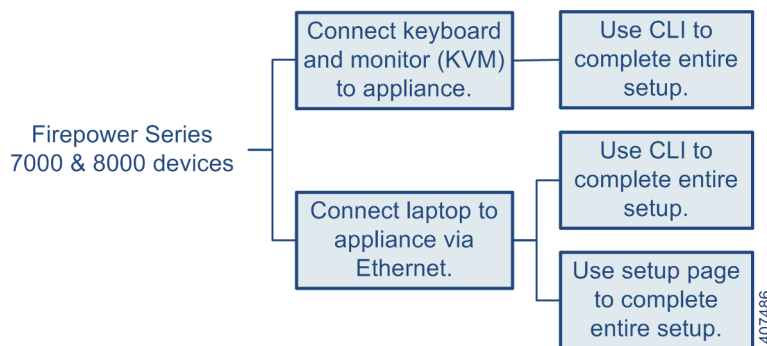 Firepower Series
7000 & 8000 devices
Connect keyboard
and monitor (KVM)
to appliance.
Use CLI to
complete entire
setup.
Connect laptop to
appliance via
Ethernet.
Use CLI to
complete entire
setup.
Use setup page
to complete
entire setup.
407486